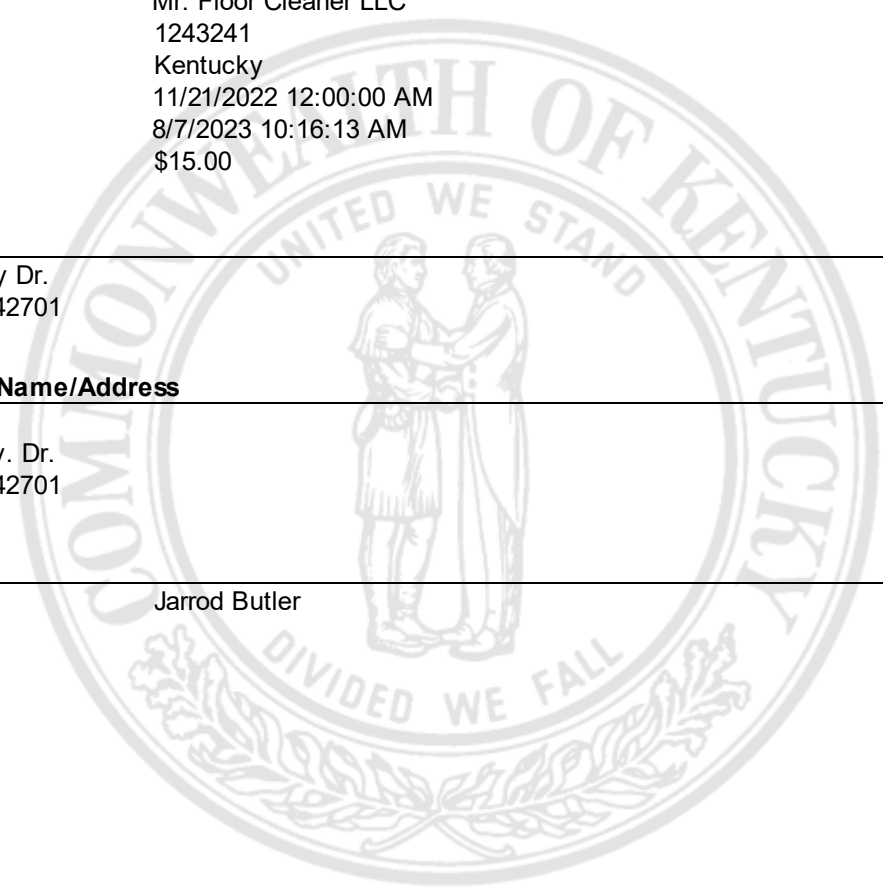 Mr. Floor Cleaner LLC
1243241
Kentucky
11/21/2022 12:00:00 AM
8/7/2023 10:16:13 AM
$15.00
COMMONWEALTH OF KENTUCKY
UNITED WE STAND
y Dr.
42701
Name/Address
y. Dr.
42701
Jarrod Butler
DIVIDED WE FALL